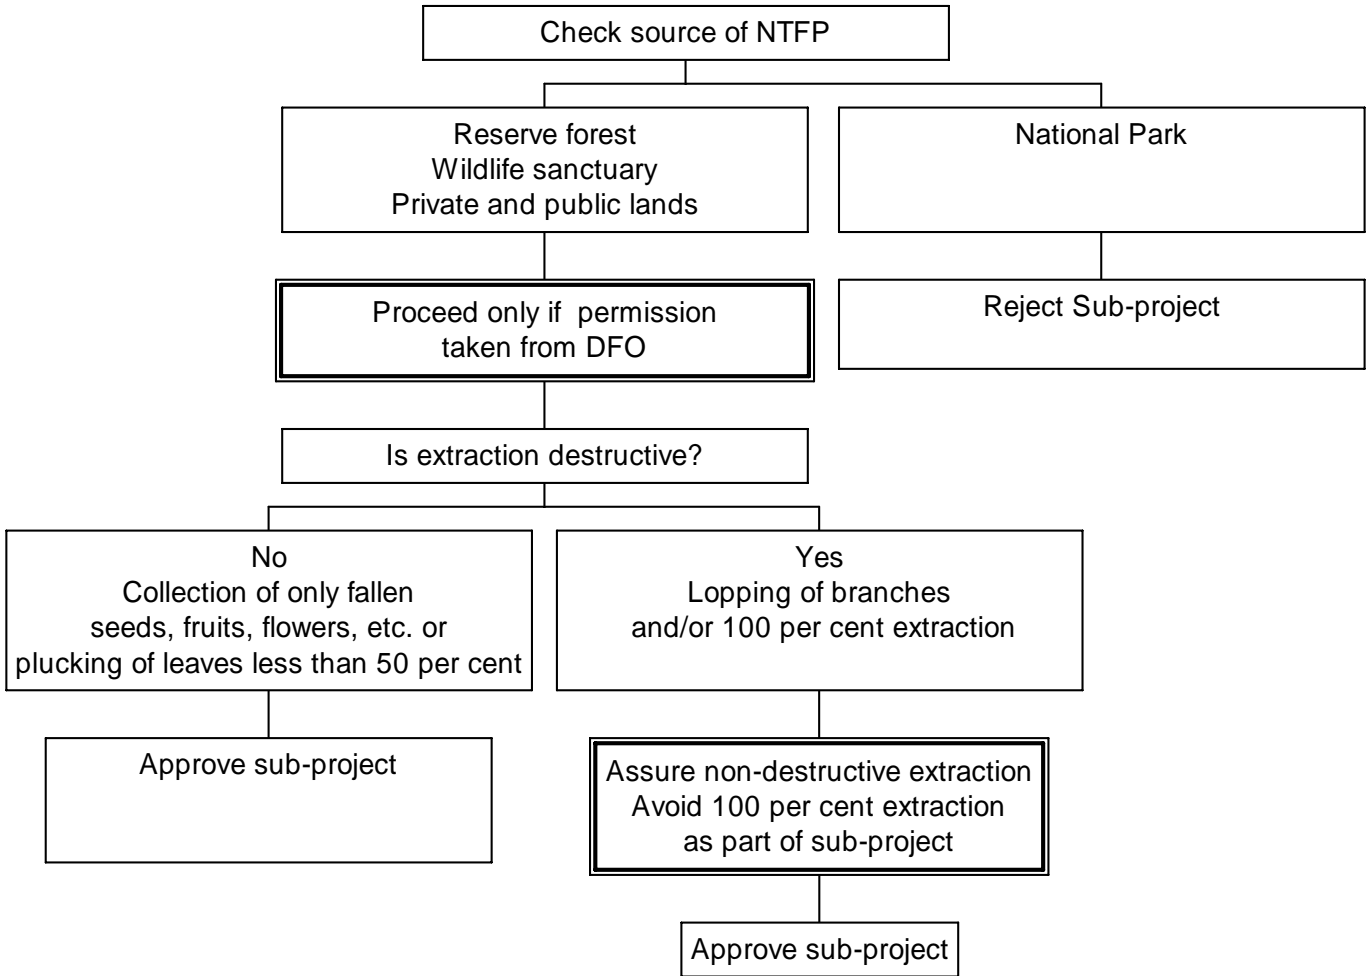 Check source of NTFP
Reserve forest
Wildlife sanctuary
Private and public lands
National Park
Proceed only if  permission
taken from DFO
Reject Sub-project
Is extraction destructive?
No
Collection of only fallen
seeds, fruits, flowers, etc. or
plucking of leaves less than 50 per cent
Yes
Lopping of branches
and/or 100 per cent extraction
Approve sub-project
Assure non-destructive extraction
Avoid 100 per cent extraction
as part of sub-project
Approve sub-project